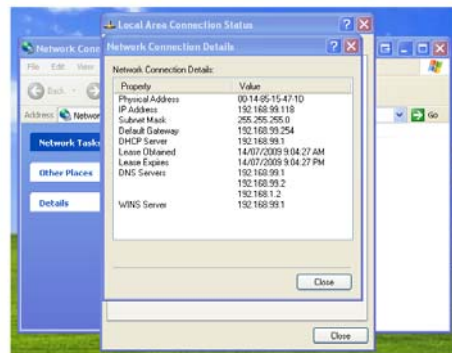 Local Area Connection Status
Network Conn
Network Connection Details
File Edit View
Back
Network Connection Details:
Address Networ
Go
Property Value
Physical Address 00-14-85-15-47-1D
IP Address 192.168.99.118
Subnet Mask 255.255.255.0
Default Gateway 192.168.99.254
DHCP Server 192.168.99.1
Lease Obtained 14/07/2009 9:04:27 AM
Lease Expires 14/07/2009 9:04:27 PM
DNS Servers 192.168.99.1
192.168.99.2
192.168.1.2
WINS Server 192.168.99.1
Network Tasks
Other Places
Details
Close
Close